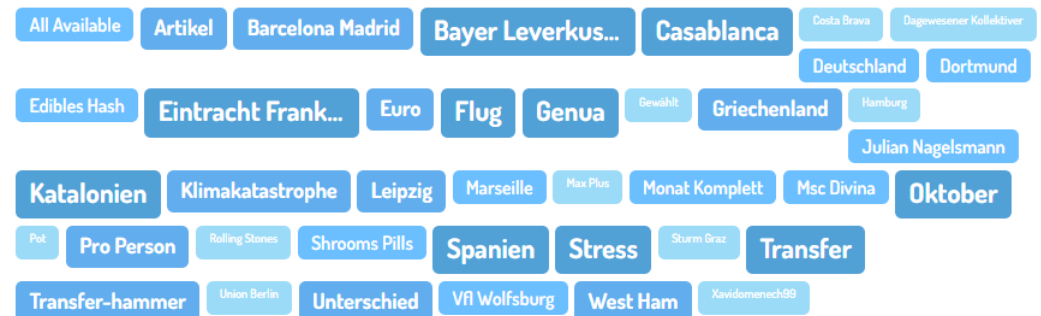 All Available Artikel Barcelona Madrid Bayer Leverkus... Casablanca Costa Brava Dagewesener Kollektiver
Deutschland Dortmund
Edibles Hash Eintracht Frank... Euro Flug Genua Gewählt Griechenland Hamburg
Julian Nagelsmann
Katalonien Klimakatastrophe Leipzig Marseille Max Plus Monat Komplett Msc Divina Oktober
Pot Pro Person Rolling Stones Shrooms Pills Spanien Stress Sturm Graz Transfer
Transfer-hammer Union Berlin Unterschied Vfl Wolfsburg West Ham Xavidomenech99